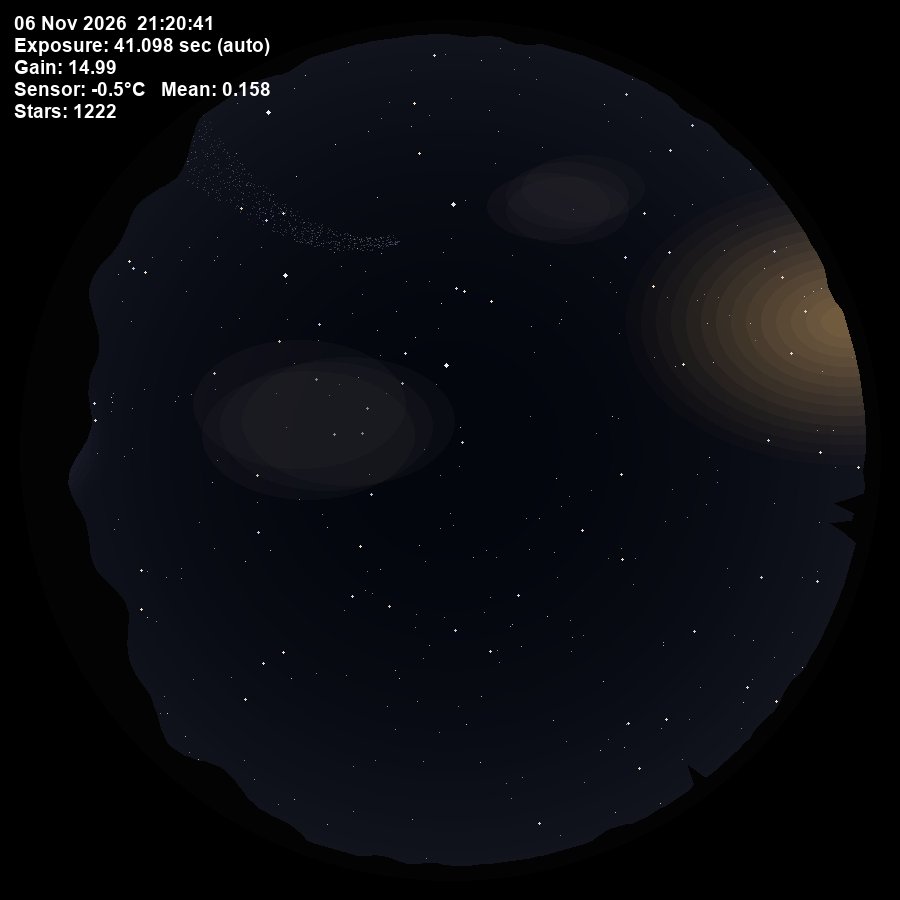 06 Nov 2026  21:20:41
Exposure: 41.098 sec (auto)
Gain: 14.99
Sensor: -0.5°C   Mean: 0.158
Stars: 1222